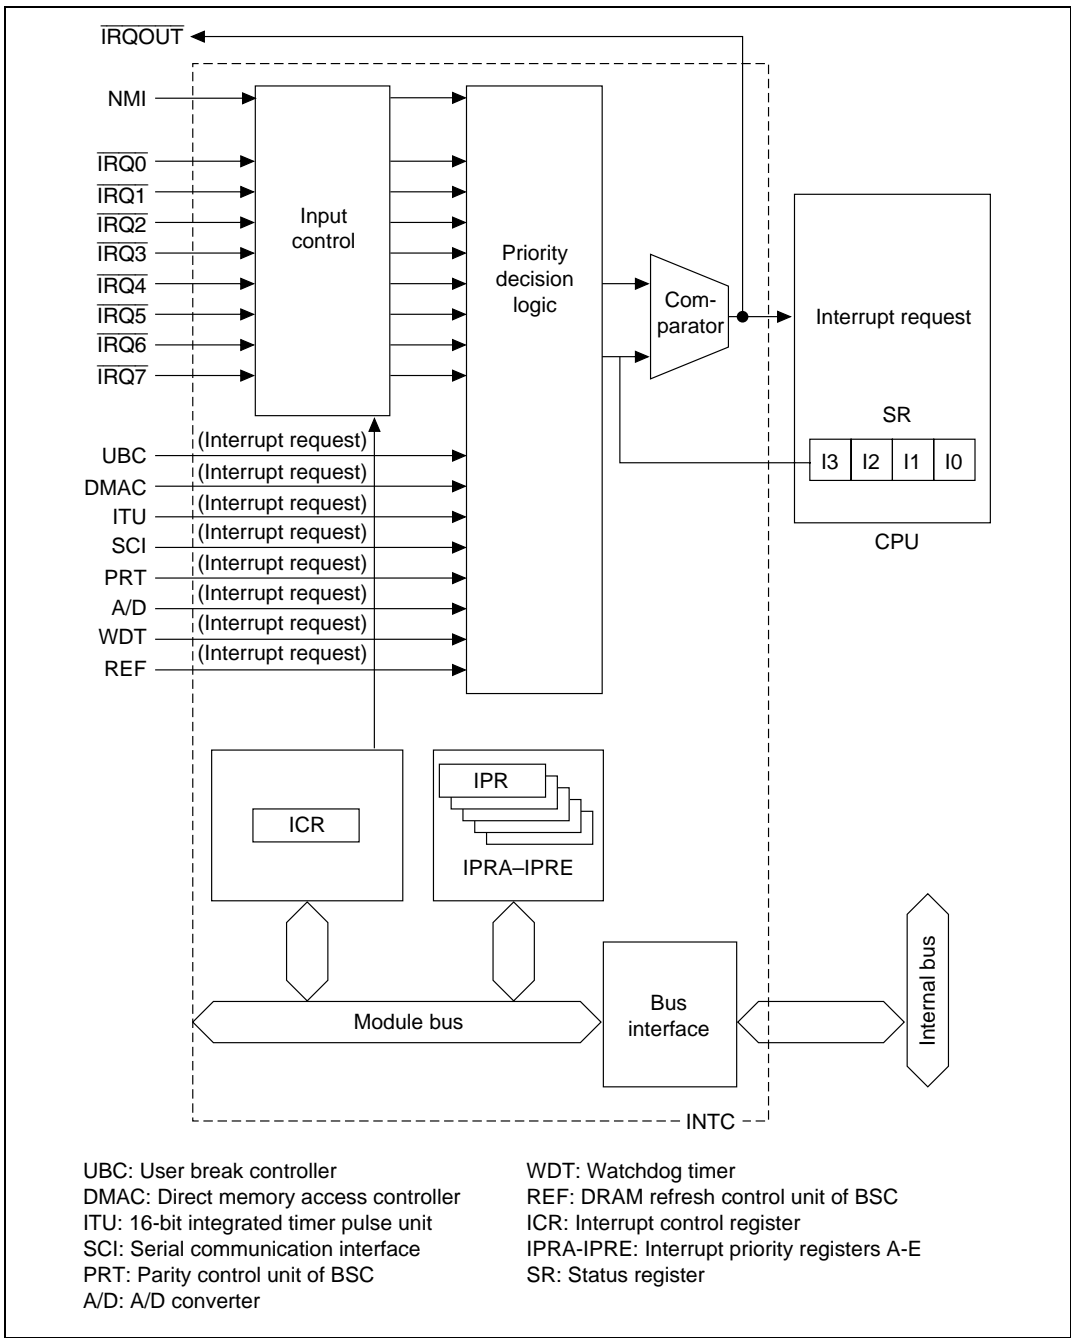 IRQOUT
NMI
IRQ0
IRQ1
IRQ2
IRQ3
IRQ4
IRQ5
IRQ6
IRQ7
Input
control
Priority
decision
logic
Com-
parator
Interrupt request
SR
I3 I2 I1 I0
CPU
UBC (Interrupt request)
DMAC (Interrupt request)
ITU (Interrupt request)
SCI (Interrupt request)
PRT (Interrupt request)
A/D (Interrupt request)
WDT (Interrupt request)
REF (Interrupt request)
ICR
IPR
IPRA–IPRE
Module bus
Bus
interface
Internal bus
INTC
UBC: User break controller
DMAC: Direct memory access controller
ITU: 16-bit integrated timer pulse unit
SCI: Serial communication interface
PRT: Parity control unit of BSC
A/D: A/D converter
WDT: Watchdog timer
REF: DRAM refresh control unit of BSC
ICR: Interrupt control register
IPRA-IPRE: Interrupt priority registers A-E
SR: Status register